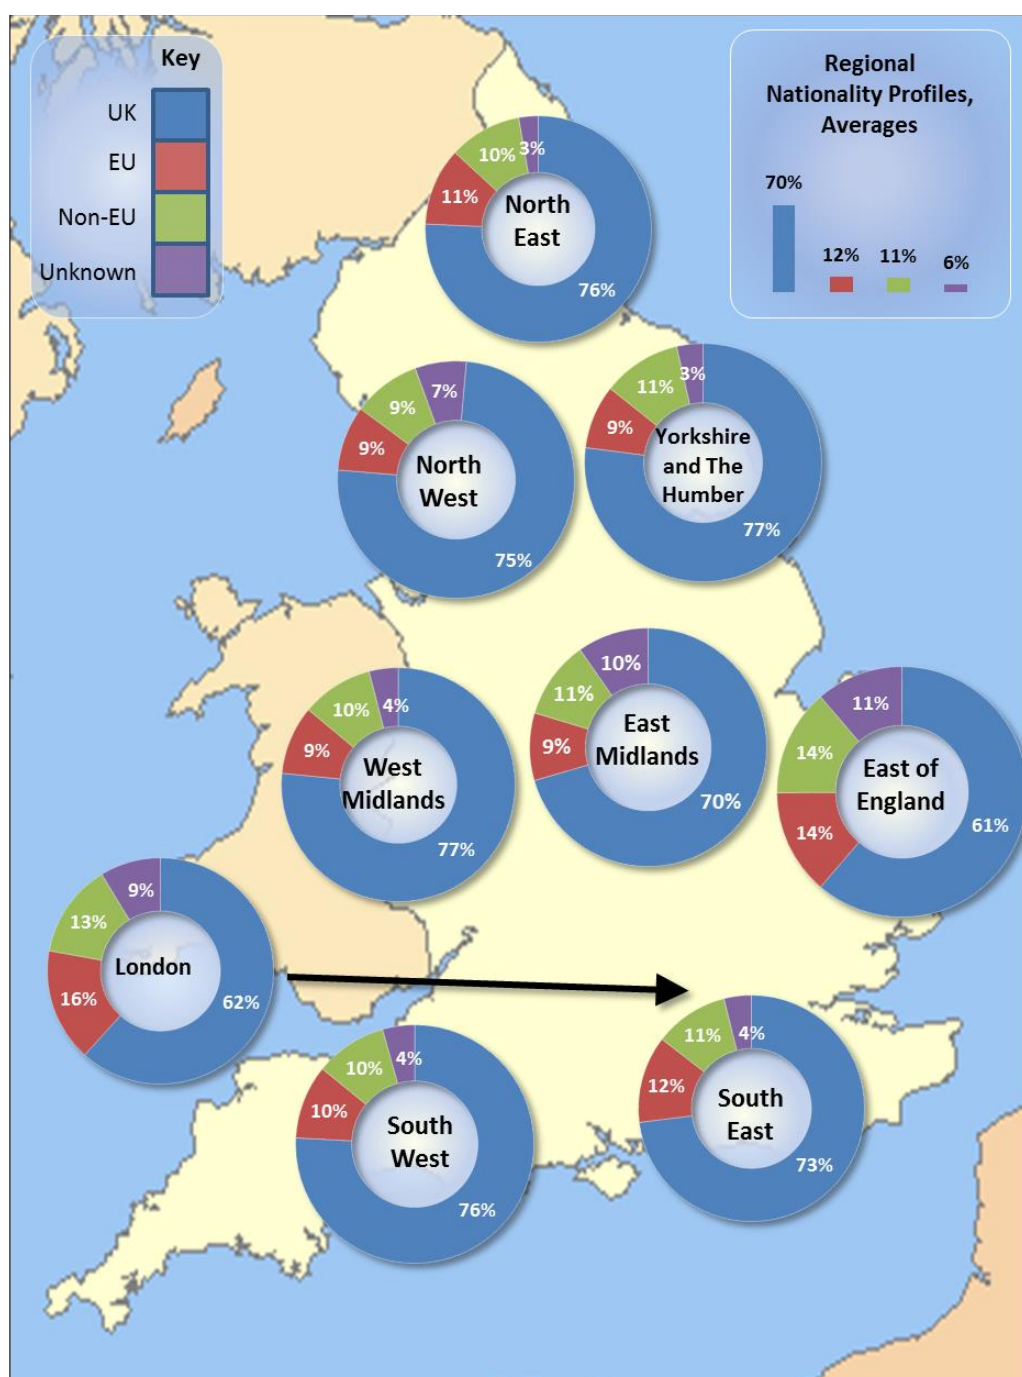 Key
UK
EU
Non-EU
Unknown
Regional
Nationality Profiles,
Averages
70%
12%
11%
6%
10%
3%
11%
North
East
76%
7%
9%
9%
North
West
75%
3%
11%
9%
Yorkshire
and The
Humber
77%
4%
10%
9%
West
Midlands
77%
10%
11%
9%
East
Midlands
70%
11%
14%
14%
East of
England
61%
9%
13%
16%
London
62%
4%
10%
10%
South
West
76%
4%
11%
12%
South
East
73%